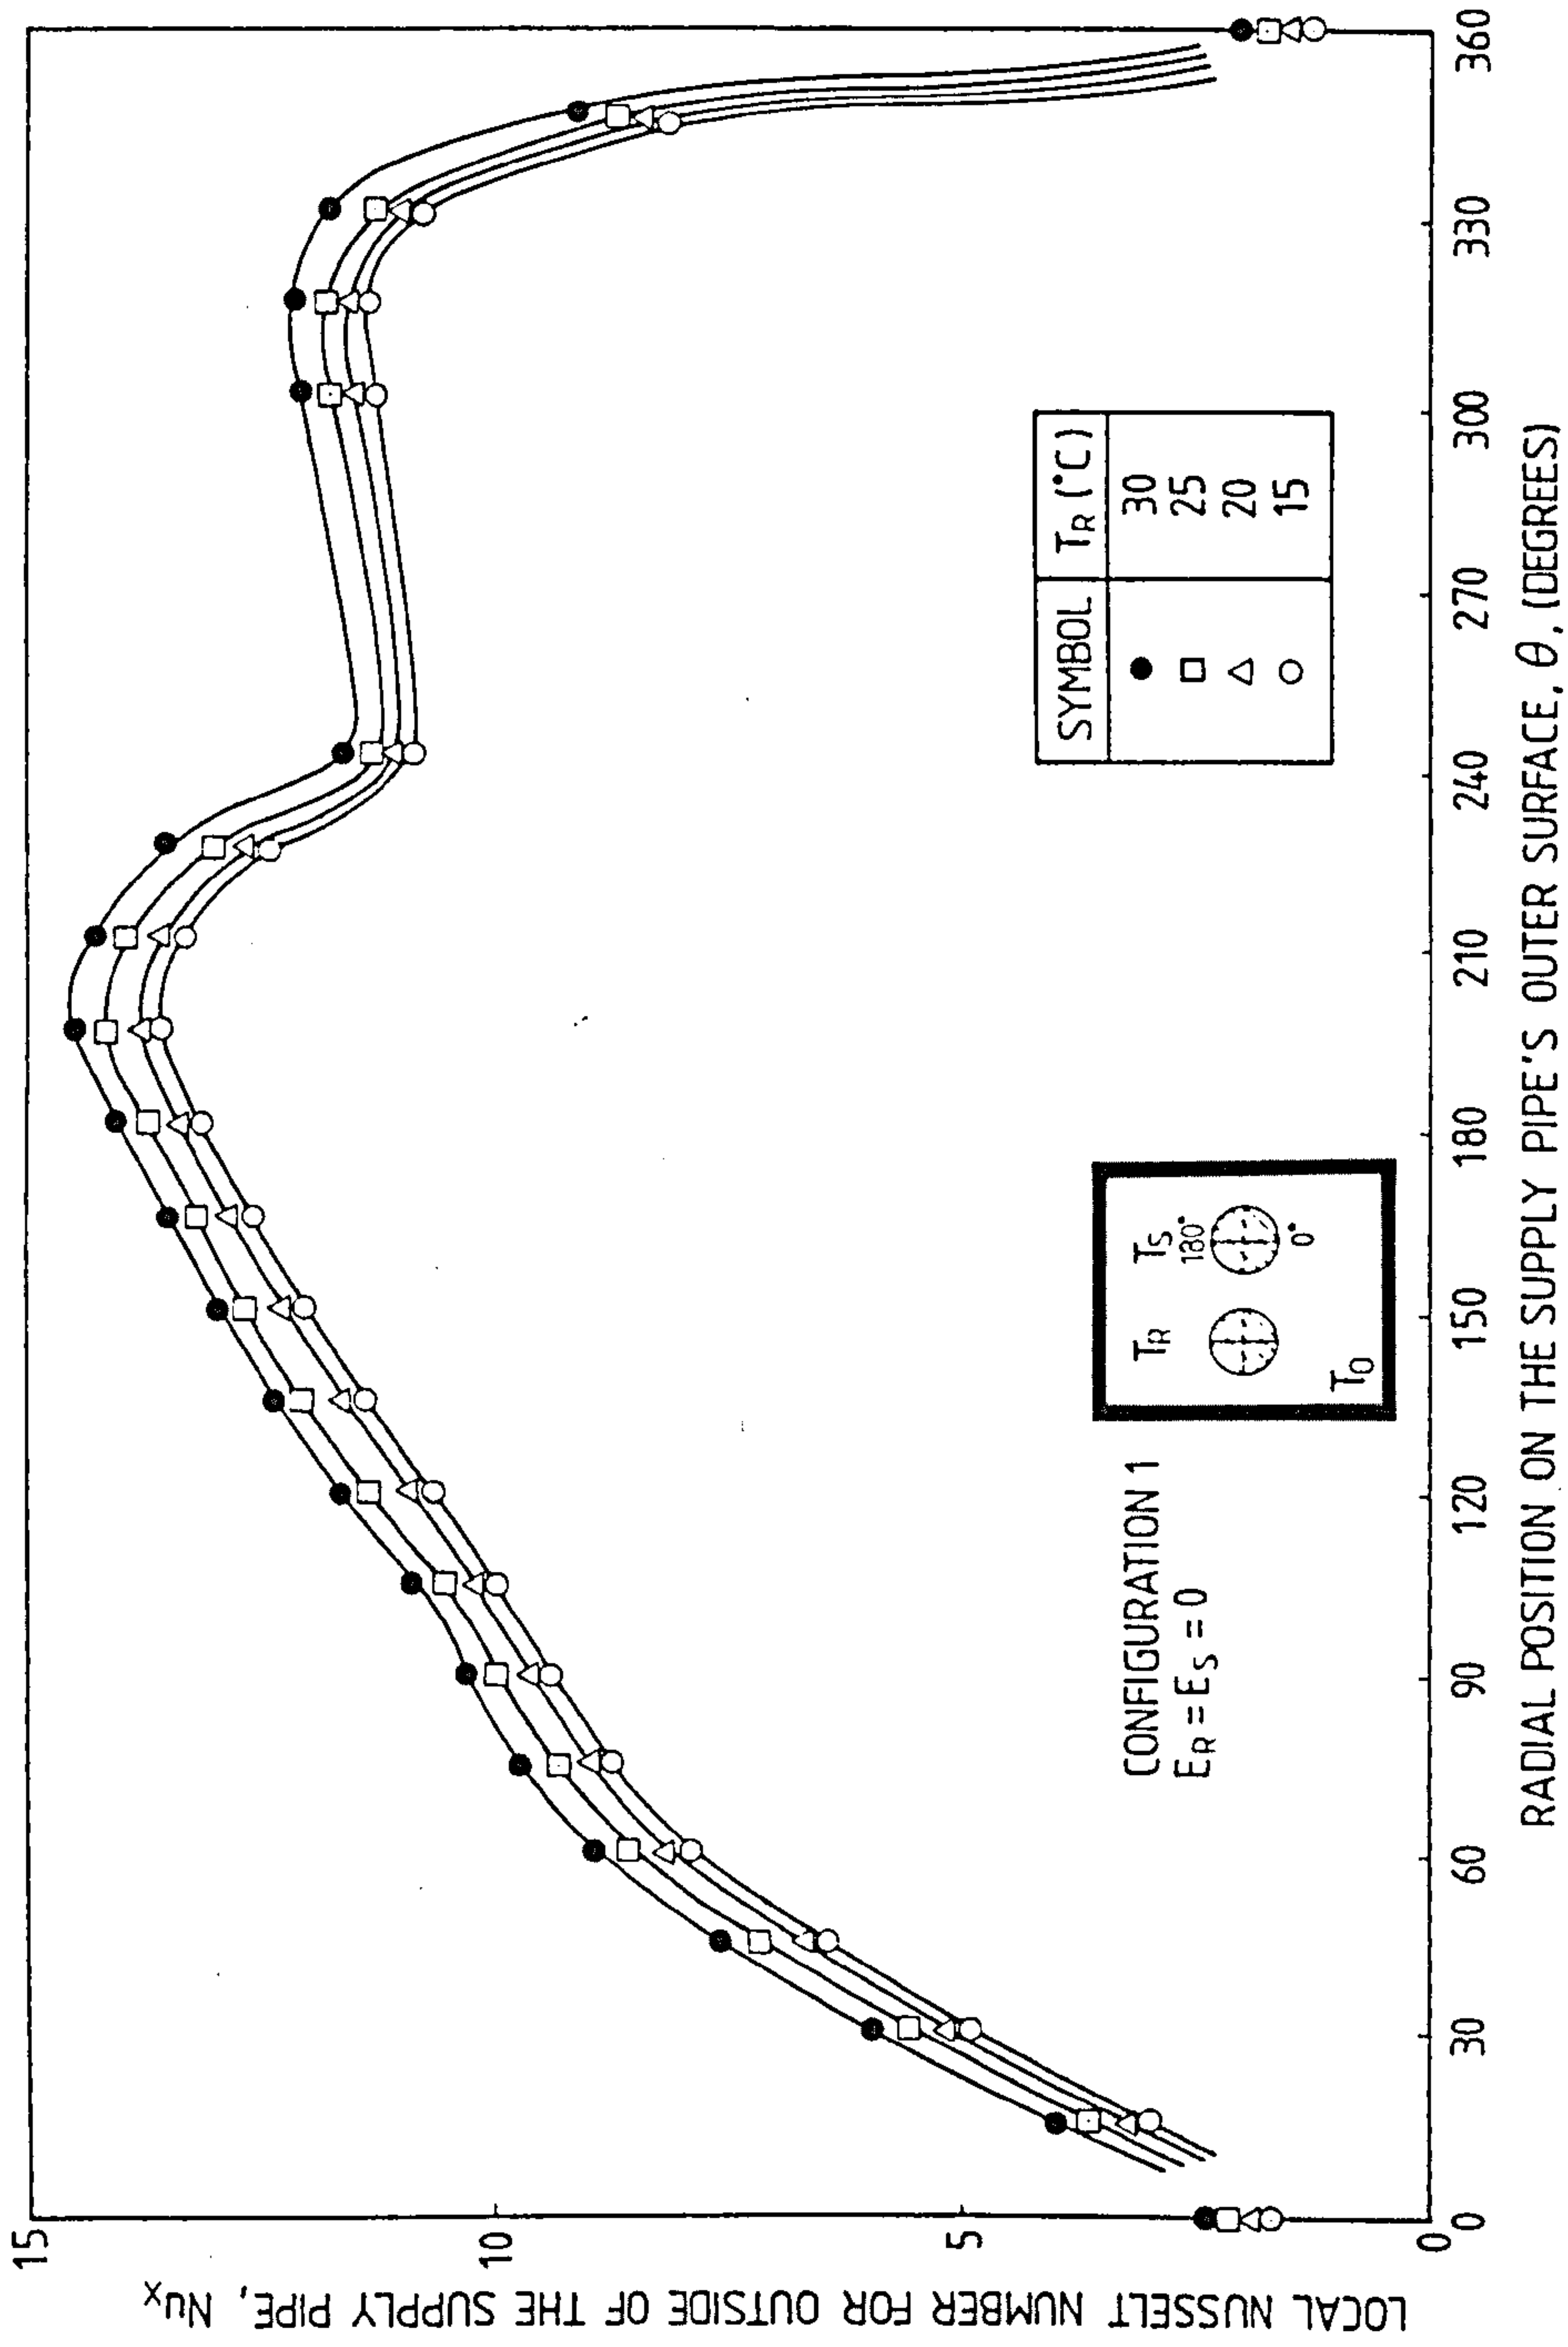 LOCAL NUSSELT NUMBER FOR OUTSIDE OF THE SUPPLY PIPE, Nux
15
10
5
0
0 30 60 90 120 150 180 210 240 270 300 330 360
RADIAL POSITION ON THE SUPPLY PIPE'S OUTER SURFACE, θ, (DEGREES)
CONFIGURATION 1
ER = ES = 0
TR TS
180°
0°
T0
SYMBOL TR (°C)
● 30
□ 25
△ 20
○ 15